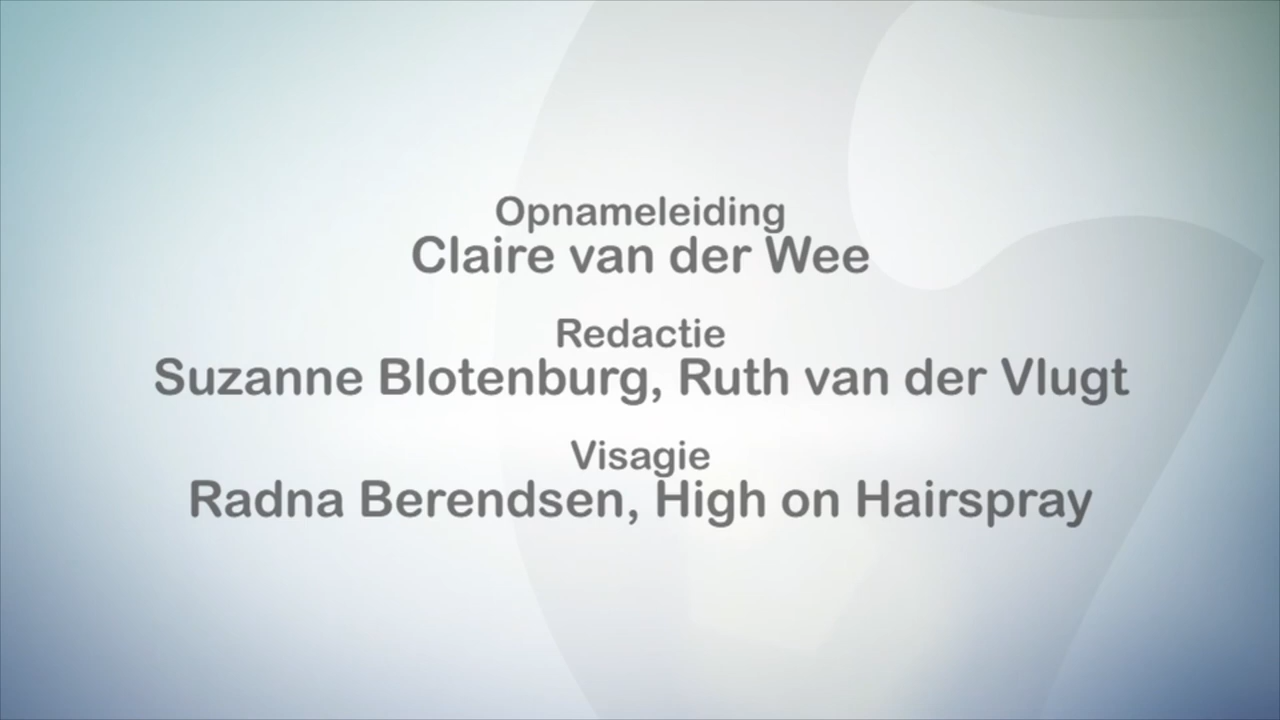 Opnameleiding
Claire van der Wee
Redactie
Suzanne Blotenburg, Ruth van der Vlugt
Visagie
Radna Berendsen, High on Hairspray